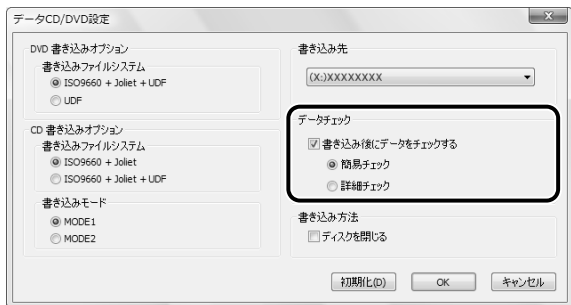 データCD/DVD設定
DVD 書き込みオプション
書き込みファイルシステム
ISO9660 + Joliet + UDF
UDF
CD 書き込みオプション
書き込みファイルシステム
ISO9660 + Joliet
ISO9660 + Joliet + UDF
書き込みモード
MODE1
MODE2
書き込み先
(X:)XXXXXXXX
データチェック
書き込み後にデータをチェックする
簡易チェック
詳細チェック
書き込み方法
ディスクを閉じる
初期化(D)
OK
キャンセル